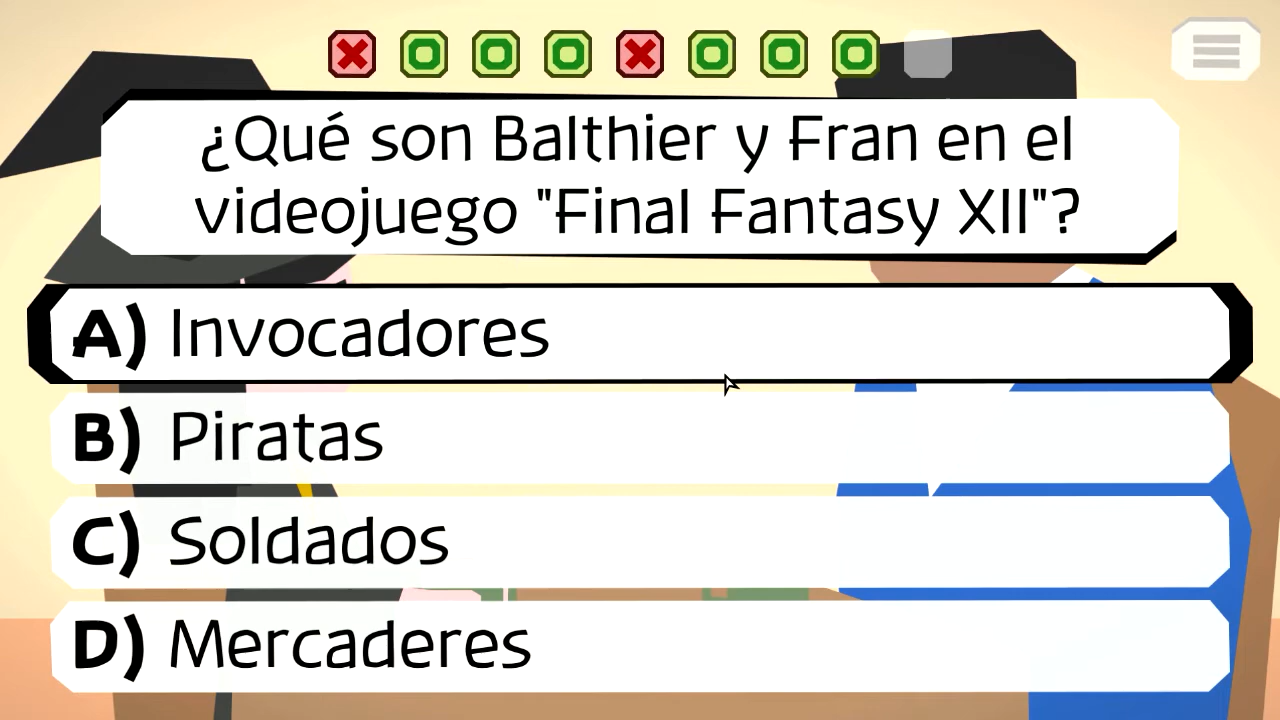 ¿Qué son Balthier y Fran en el
videojuego "Final Fantasy XII"?
A) Invocadores
B) Piratas
C) Soldados
D) Mercaderes